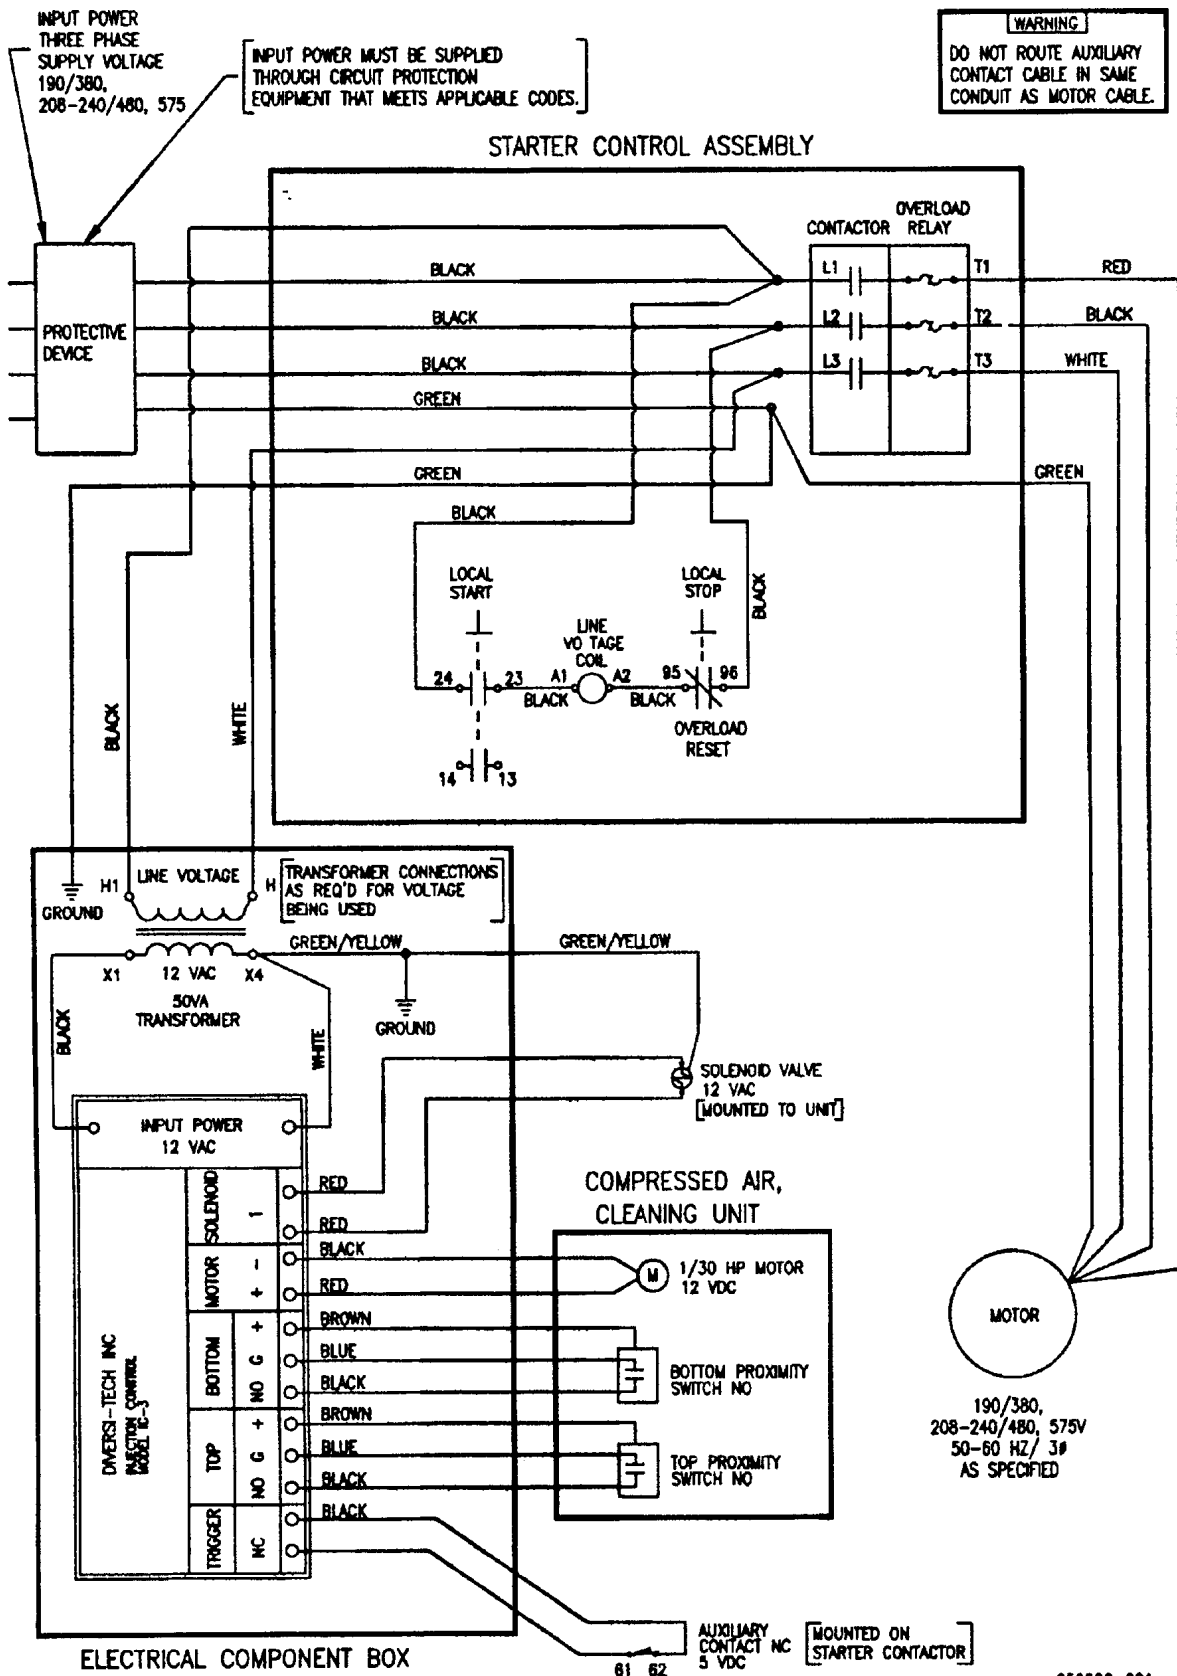 INPUT POWER
THREE PHASE
SUPPLY VOLTAGE
190/380,
208-240/480, 575
INPUT POWER MUST BE SUPPLIED
THROUGH CIRCUIT PROTECTION
EQUIPMENT THAT MEETS APPLICABLE CODES.
WARNING
DO NOT ROUTE AUXILIARY
CONTACT CABLE IN SAME
CONDUIT AS MOTOR CABLE.
STARTER CONTROL ASSEMBLY
CONTACTOR
OVERLOAD
RELAY
PROTECTIVE
DEVICE
BLACK
L1
T1
RED
BLACK
L2
T2
BLACK
BLACK
L3
T3
WHITE
GREEN
GREEN
GREEN
BLACK
LOCAL
START
LOCAL
STOP
BLACK
LINE
VO TAGE
COIL
24
23
A1
A2
95
96
BLACK
BLACK
OVERLOAD
RESET
14
13
BLACK
WHITE
H1
LINE VOLTAGE
H
TRANSFORMER CONNECTIONS
AS REQ'D FOR VOLTAGE
BEING USED
GROUND
GREEN/YELLOW
GREEN/YELLOW
X1
12 VAC
X4
50VA
TRANSFORMER
GROUND
BLACK
WHITE
SOLENOID VALVE
12 VAC
[MOUNTED TO UNIT]
INPUT POWER
12 VAC
DIVERSI-TECH INC
INJECTION CONTROL
MODEL IC-3
SOLENOID
1
RED
RED
MOTOR
-
+
BLACK
RED
BOTTOM
+
G
NO
BROWN
BLUE
BLACK
TOP
+
G
NO
BROWN
BLUE
BLACK
TRIGGER
NC
BLACK
COMPRESSED AIR,
CLEANING UNIT
M
1/30 HP MOTOR
12 VDC
BOTTOM PROXIMITY
SWITCH NO
TOP PROXIMITY
SWITCH NO
MOTOR
190/380,
208-240/480, 575V
50-60 HZ/ 3ø
AS SPECIFIED
ELECTRICAL COMPONENT BOX
61
62
AUXILIARY
CONTACT NC
5 VDC
MOUNTED ON
STARTER CONTACTOR